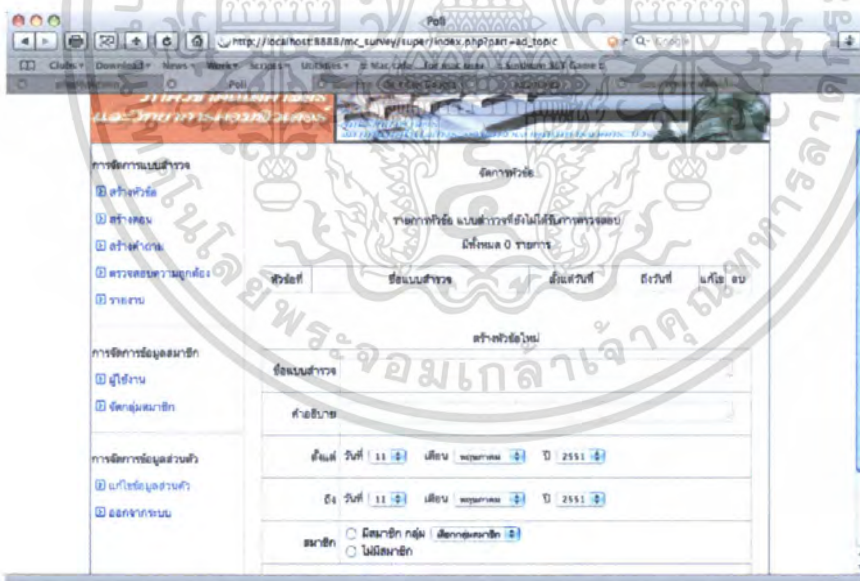 Poll
http://localhost:8888/mc_survey/super/index.php?part=ad_topic
Q- Google
Poll
การจัดการแบบสำรวจ
สร้างหัวข้อ
สร้างตอน
สร้างคำถาม
ตรวจสอบความถูกต้อง
รายงาน
การจัดการข้อมูลสมาชิก
ผู้ใช้งาน
จัดกลุ่มสมาชิก
การจัดการข้อมูลส่วนตัว
แก้ไขข้อมูลส่วนตัว
ออกจากระบบ
จัดการหัวข้อ
รายการหัวข้อ แบบสำรวจที่ยังไม่ได้รับการตรวจสอบ
มีทั้งหมด 0 รายการ
หัวข้อที่ ชื่อแบบสำรวจ ตั้งแต่วันที่ ถึงวันที่ แก้ไข ลบ
สร้างหัวข้อใหม่
ชื่อแบบสำรวจ
คำอธิบาย
ตั้งแต่ วันที่ 11 เดือน พฤษภาคม ปี 2551
ถึง วันที่ 11 เดือน พฤษภาคม ปี 2551
สมาชิก มีสมาชิก กลุ่ม เลือกกลุ่มสมาชิก
ไม่มีสมาชิก